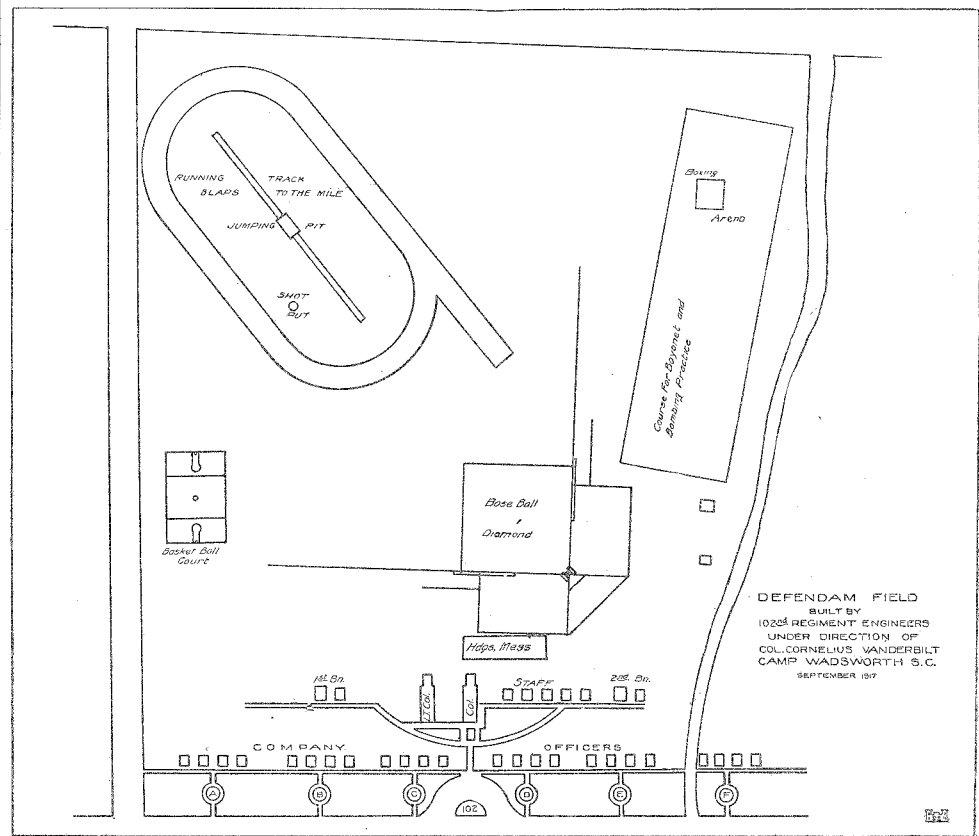 RUNNING TRACK
8 LAPS TO THE MILE
JUMPING PIT
SHOT
PUT
Boxing
Arena
Course For Bayonet and
Bombing Practice
Base Ball
Diamond
Basket Ball
Court
Hdqs. Mess
DEFENDAM FIELD
BUILT BY
102nd REGIMENT ENGINEERS
UNDER DIRECTION OF
COL. CORNELIUS VANDERBILT
CAMP WADSWORTH S.C.
SEPTEMBER 1917
1st Bn.
LT Col.
Col.
STAFF
2nd. Bn.
COMPANY OFFICERS
A B C D E F
102